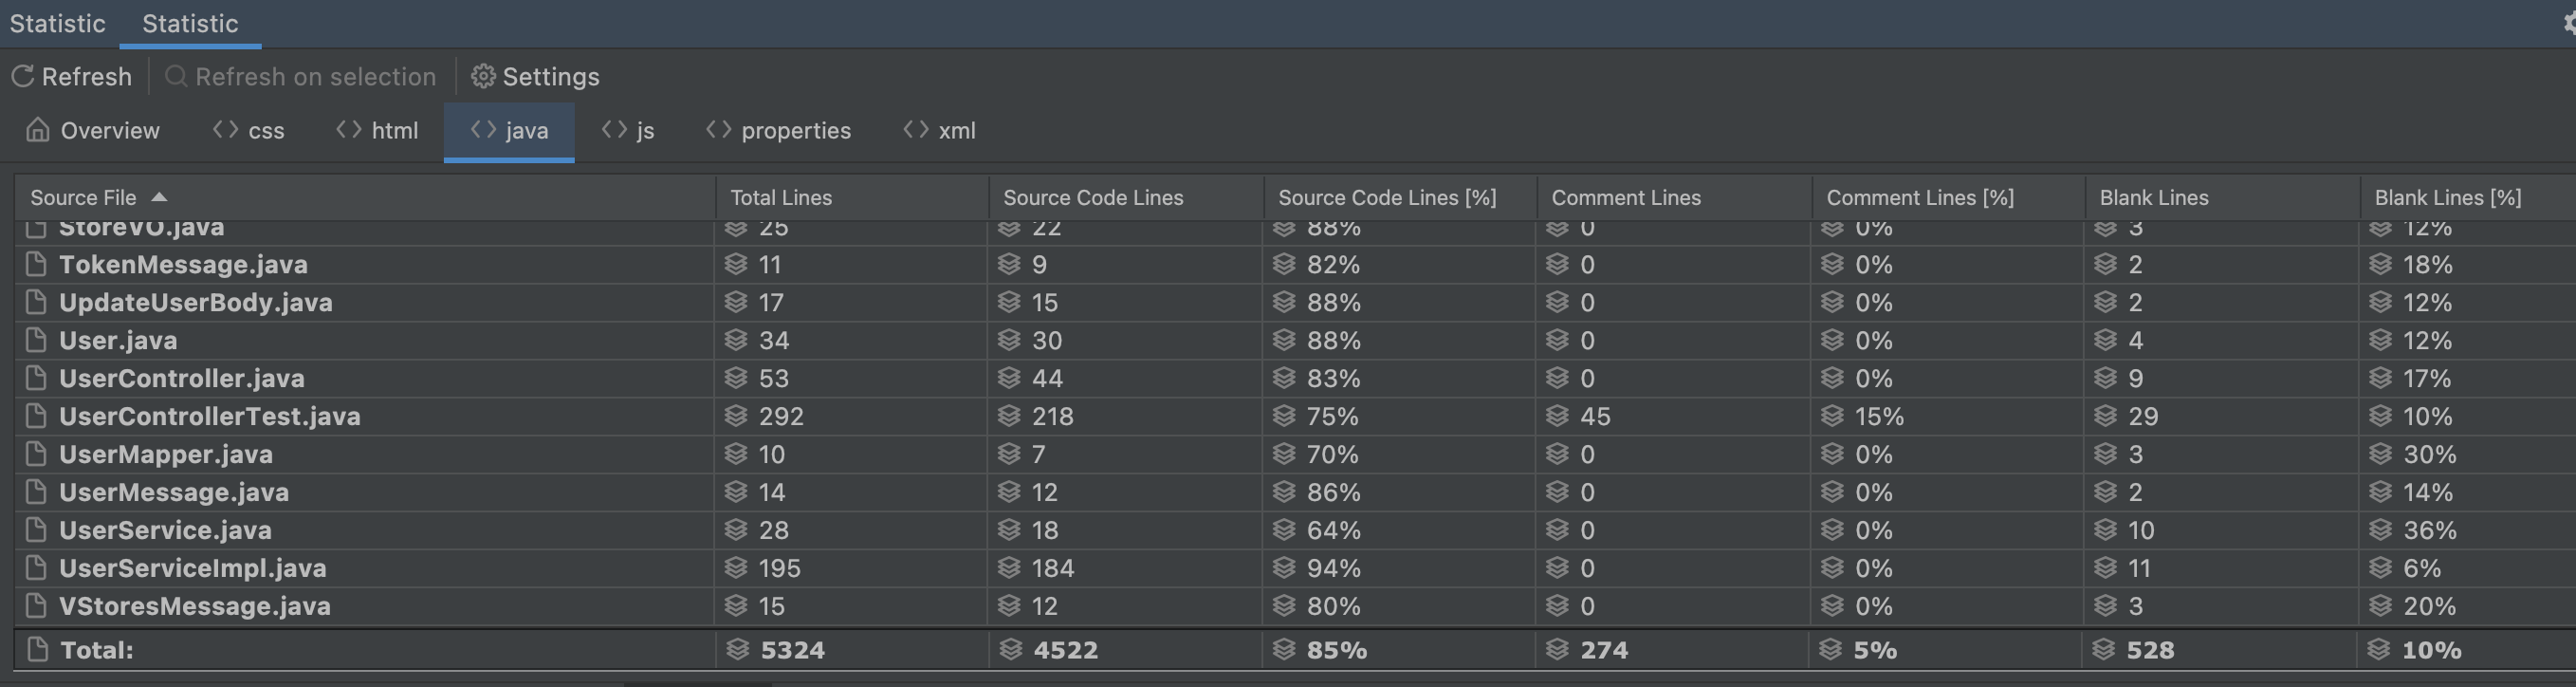 Statistic Statistic
Refresh Refresh on selection Settings
Overview css html java js properties xml
Source File Total Lines Source Code Lines Source Code Lines [%] Comment Lines Comment Lines [%] Blank Lines Blank Lines [%]
StoreVO.java 25 22 88% 0 0% 3 12%
TokenMessage.java 11 9 82% 0 0% 2 18%
UpdateUserBody.java 17 15 88% 0 0% 2 12%
User.java 34 30 88% 0 0% 4 12%
UserController.java 53 44 83% 0 0% 9 17%
UserControllerTest.java 292 218 75% 45 15% 29 10%
UserMapper.java 10 7 70% 0 0% 3 30%
UserMessage.java 14 12 86% 0 0% 2 14%
UserService.java 28 18 64% 0 0% 10 36%
UserServiceImpl.java 195 184 94% 0 0% 11 6%
VStoresMessage.java 15 12 80% 0 0% 3 20%
Total: 5324 4522 85% 274 5% 528 10%